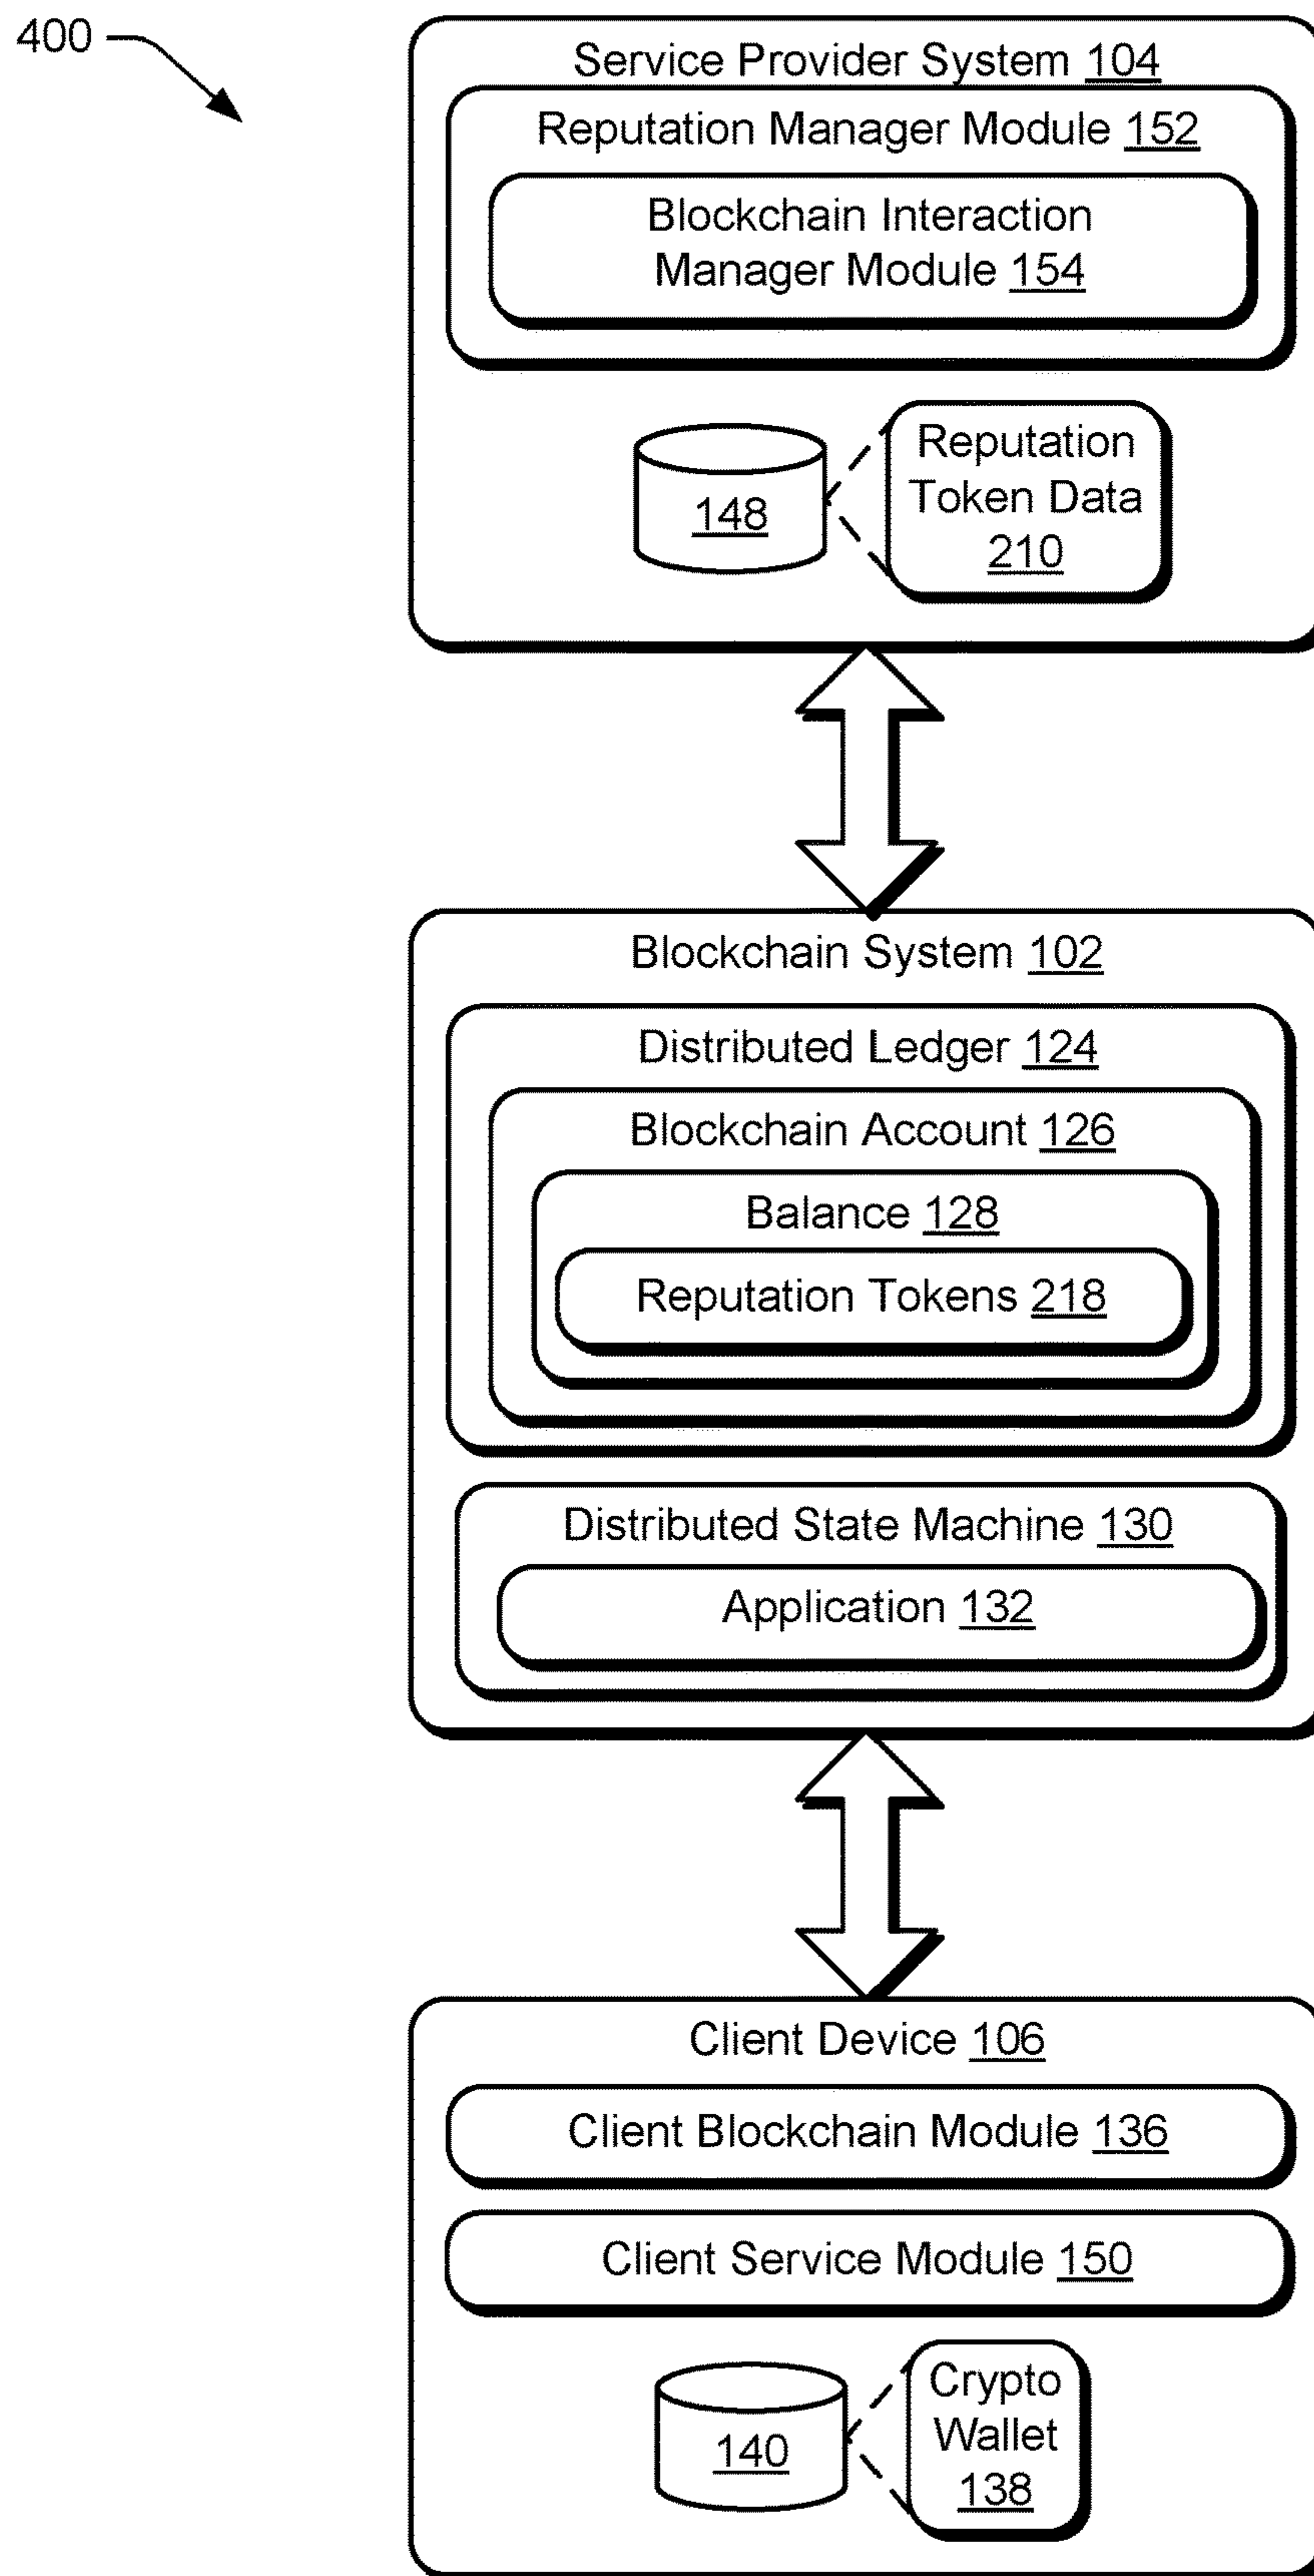 400
Service Provider System 104
Reputation Manager Module 152
Blockchain Interaction
Manager Module 154
148
Reputation
Token Data
210
Blockchain System 102
Distributed Ledger 124
Blockchain Account 126
Balance 128
Reputation Tokens 218
Distributed State Machine 130
Application 132
Client Device 106
Client Blockchain Module 136
Client Service Module 150
140
Crypto
Wallet
138